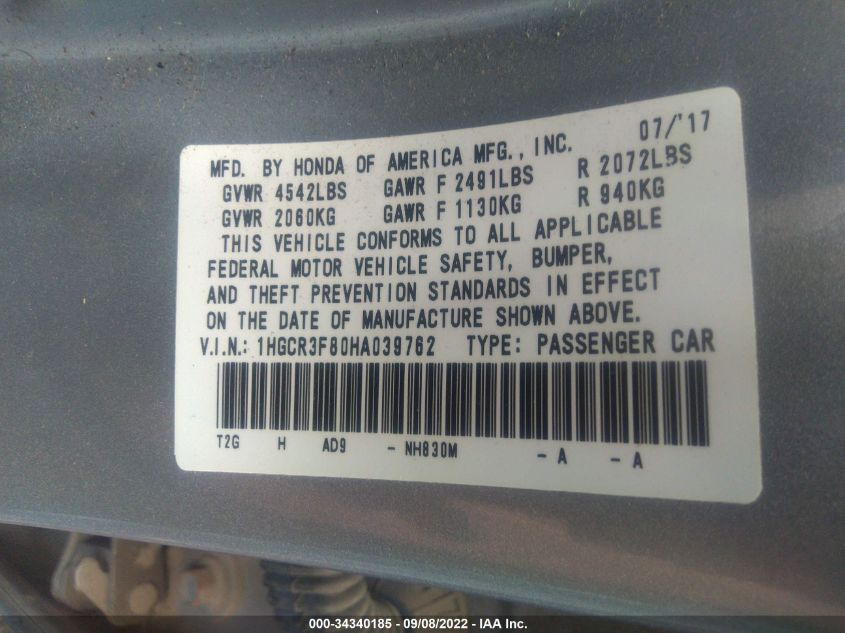 07/'17
MFD. BY HONDA OF AMERICA MFG., INC.
GVWR 4542LBS GAWR F 2491LBS R 2072LBS
GVWR 2060KG GAWR F 1130KG R 940KG
THIS VEHICLE CONFORMS TO ALL APPLICABLE
FEDERAL MOTOR VEHICLE SAFETY, BUMPER,
AND THEFT PREVENTION STANDARDS IN EFFECT
ON THE DATE OF MANUFACTURE SHOWN ABOVE.
V.I.N.: 1HGCR3F80HA039762 TYPE: PASSENGER CAR
T2G H AD9 - NH830M - A - A
000-34340185 - 09/08/2022 - IAA Inc.